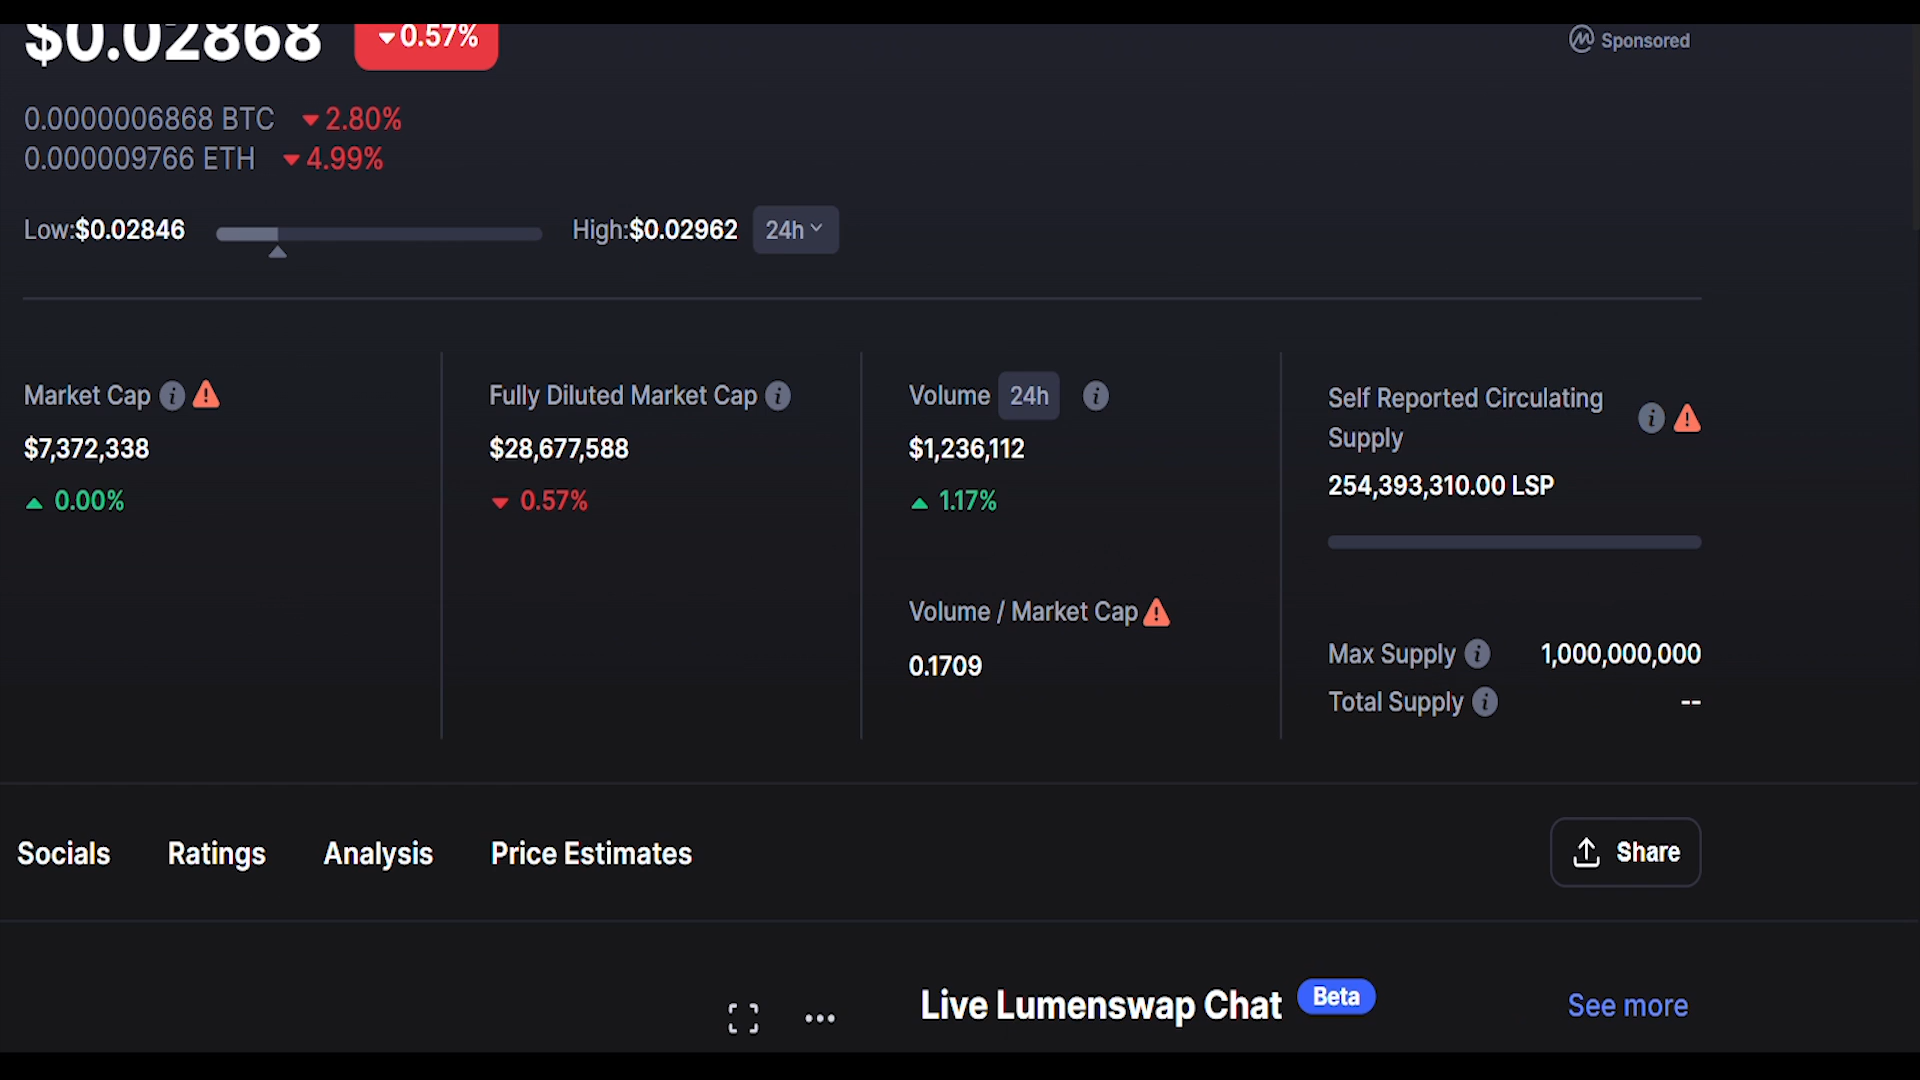 $0.02868 0.57% Sponsored
0.0000006868 BTC 2.80%
0.000009766 ETH 4.99%
Low:$0.02846 High:$0.02962 24h
Market Cap
$7,372,338
0.00%
Fully Diluted Market Cap
$28,677,588
0.57%
Volume 24h
$1,236,112
1.17%
Volume / Market Cap
0.1709
Self Reported Circulating
Supply
254,393,310.00 LSP
Max Supply 1,000,000,000
Total Supply --
Socials Ratings Analysis Price Estimates Share
Live Lumenswap Chat Beta See more